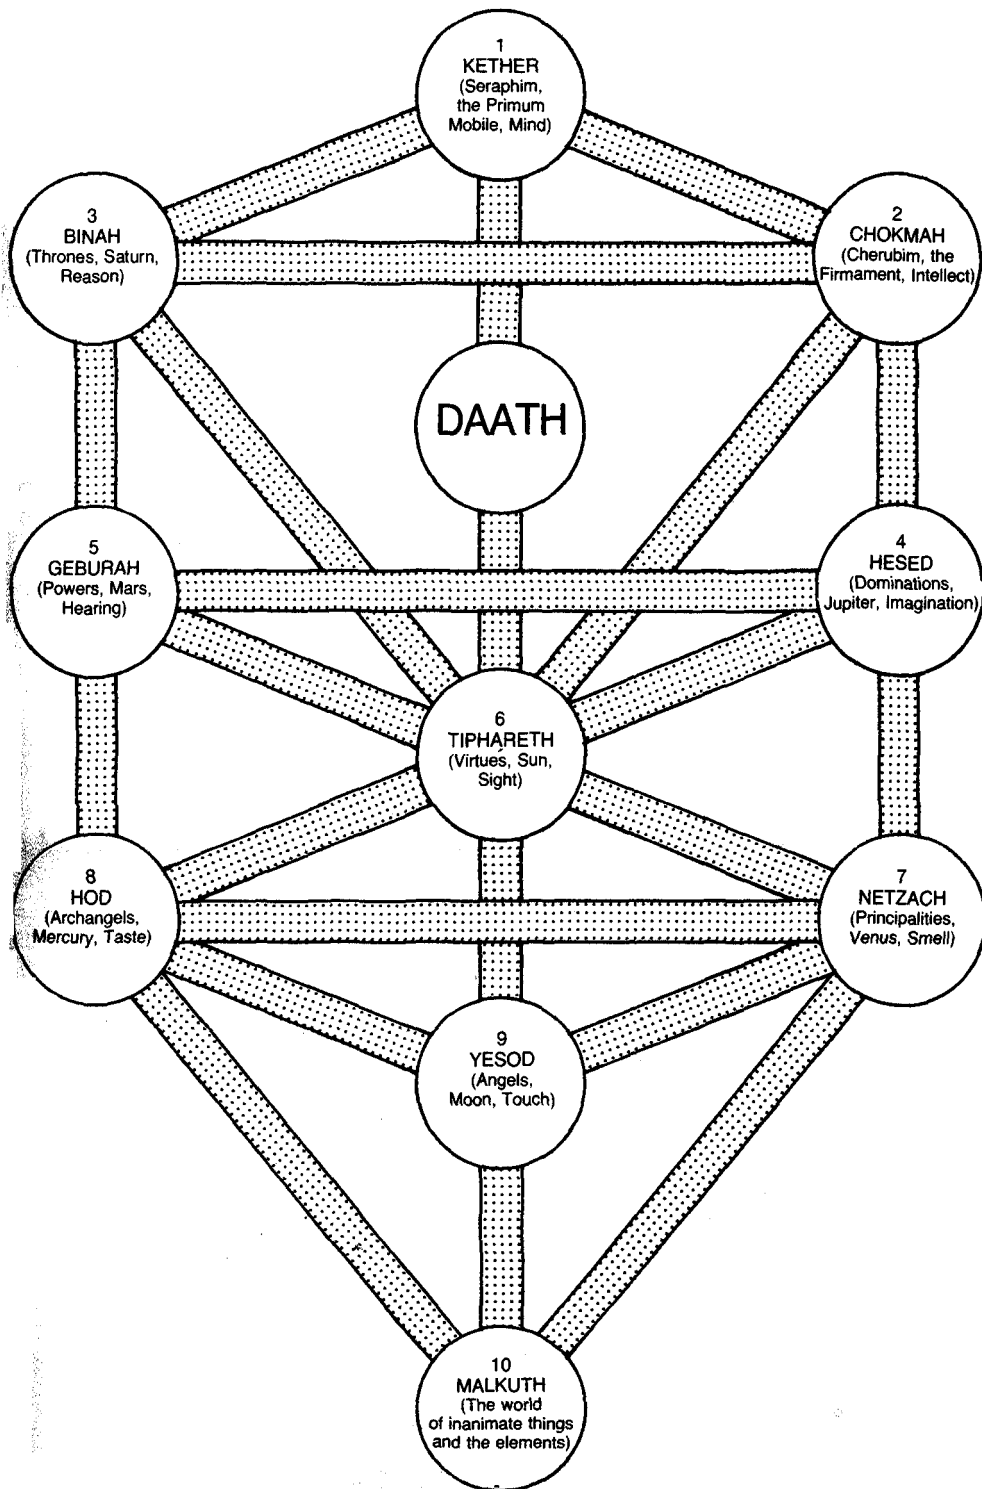 1
KETHER
(Seraphim,
the Primum
Mobile, Mind)
3
BINAH
(Thrones, Saturn,
Reason)
2
CHOKMAH
(Cherubim, the
Firmament, Intellect)
DAATH
5
GEBURAH
(Powers, Mars,
Hearing)
4
HESED
(Dominations,
Jupiter, Imagination)
6
TIPHARETH
(Virtues, Sun,
Sight)
8
HOD
(Archangels,
Mercury, Taste)
7
NETZACH
(Principalities,
Venus, Smell)
9
YESOD
(Angels,
Moon, Touch)
10
MALKUTH
(The world
of inanimate things
and the elements)